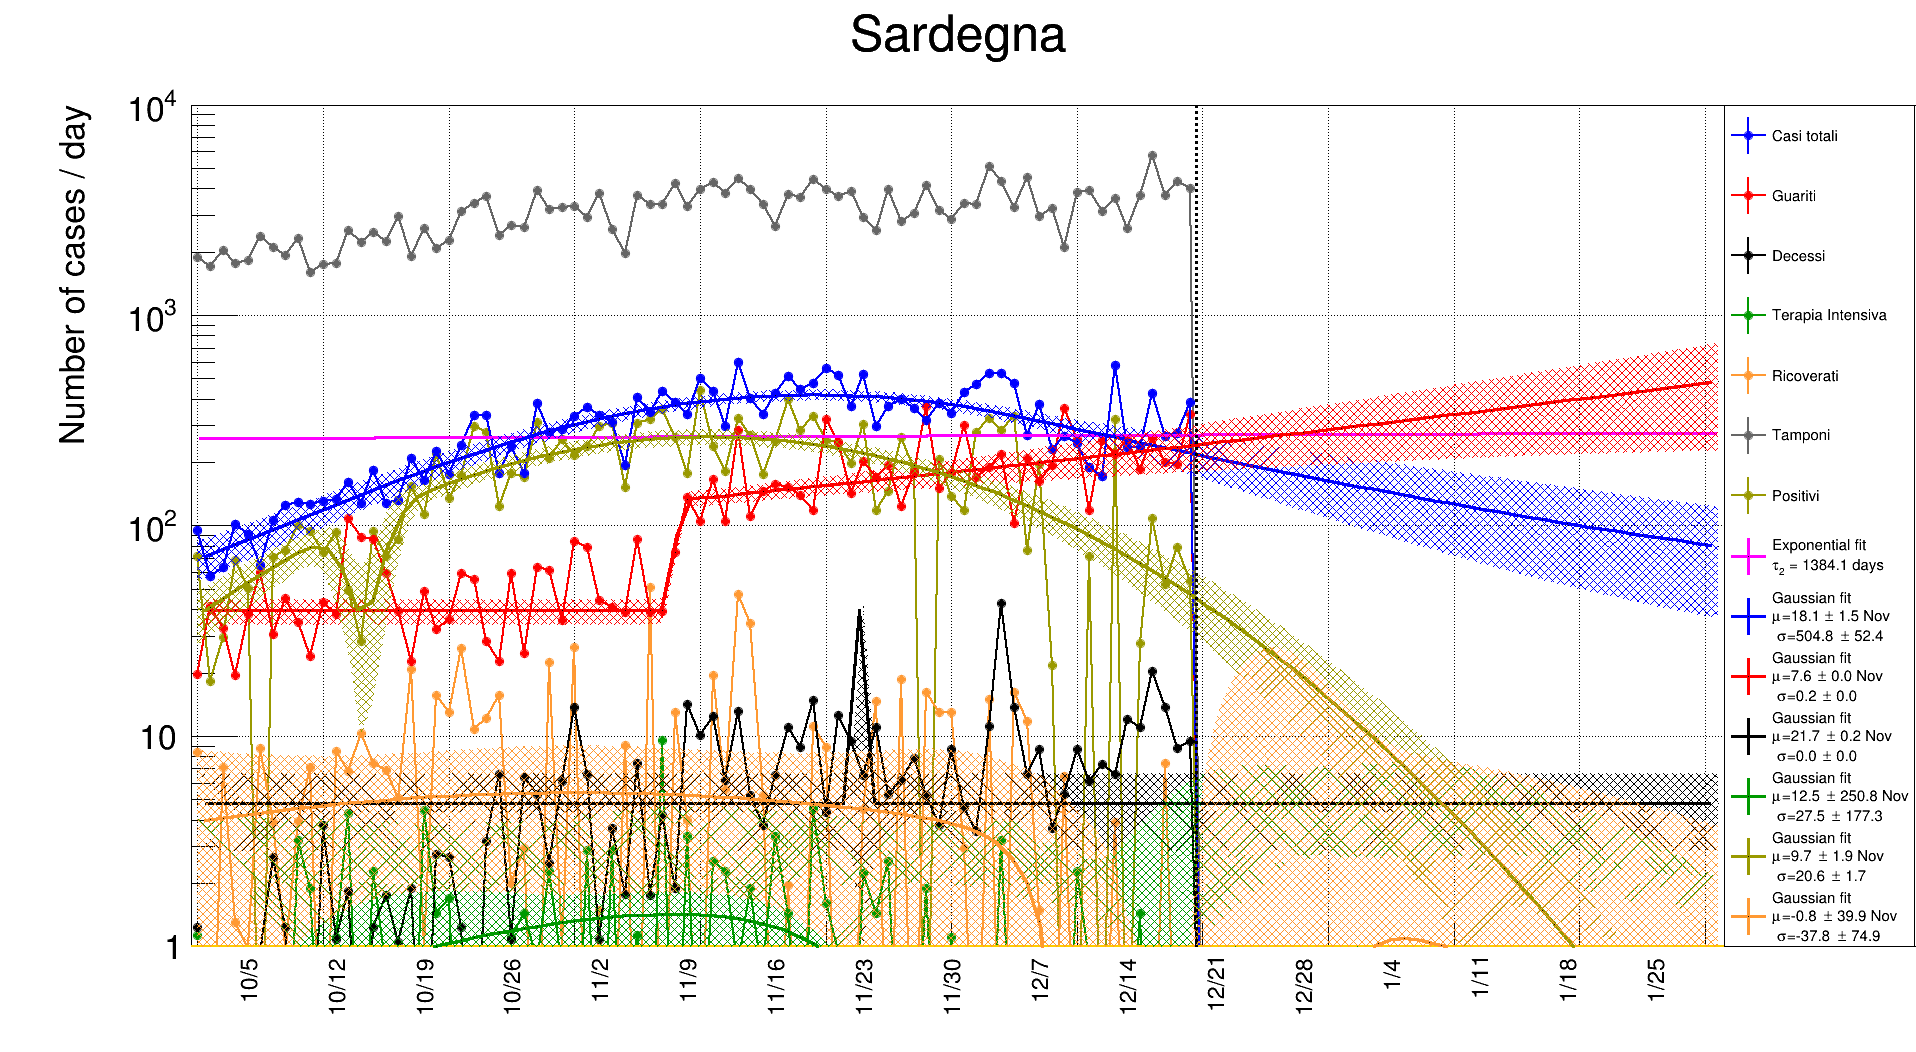 Sardegna
Number of cases / day
10^4
10^3
10^2
10
1
10/5
10/12
10/19
10/26
11/2
11/9
11/16
11/23
11/30
12/7
12/14
12/21
12/28
1/4
1/11
1/18
1/25
Casi totali
Guariti
Decessi
Terapia Intensiva
Ricoverati
Tamponi
Positivi
Exponential fit
τ₂ = 1384.1 days
Gaussian fit
μ=18.1 ± 1.5 Nov
σ=504.8 ± 52.4
Gaussian fit
μ=7.6 ± 0.0 Nov
σ=0.2 ± 0.0
Gaussian fit
μ=21.7 ± 0.2 Nov
σ=0.0 ± 0.0
Gaussian fit
μ=12.5 ± 250.8 Nov
σ=27.5 ± 177.3
Gaussian fit
μ=9.7 ± 1.9 Nov
σ=20.6 ± 1.7
Gaussian fit
μ=-0.8 ± 39.9 Nov
σ=-37.8 ± 74.9